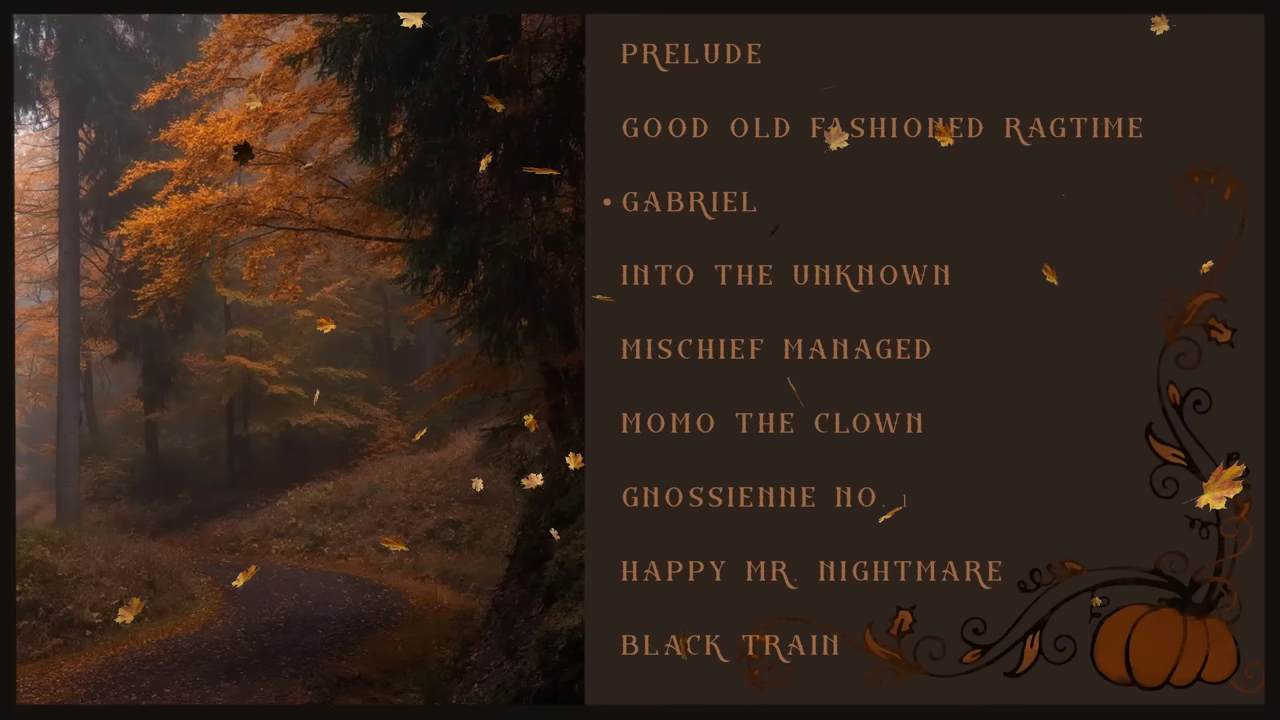 PRELUDE
GOOD OLD FASHIONED RAGTIME
• GABRIEL
INTO THE UNKNOWN
MISCHIEF MANAGED
MOMO THE CLOWN
GNOSSIENNE NO. 1
HAPPY MR. NIGHTMARE
BLACK TRAIN